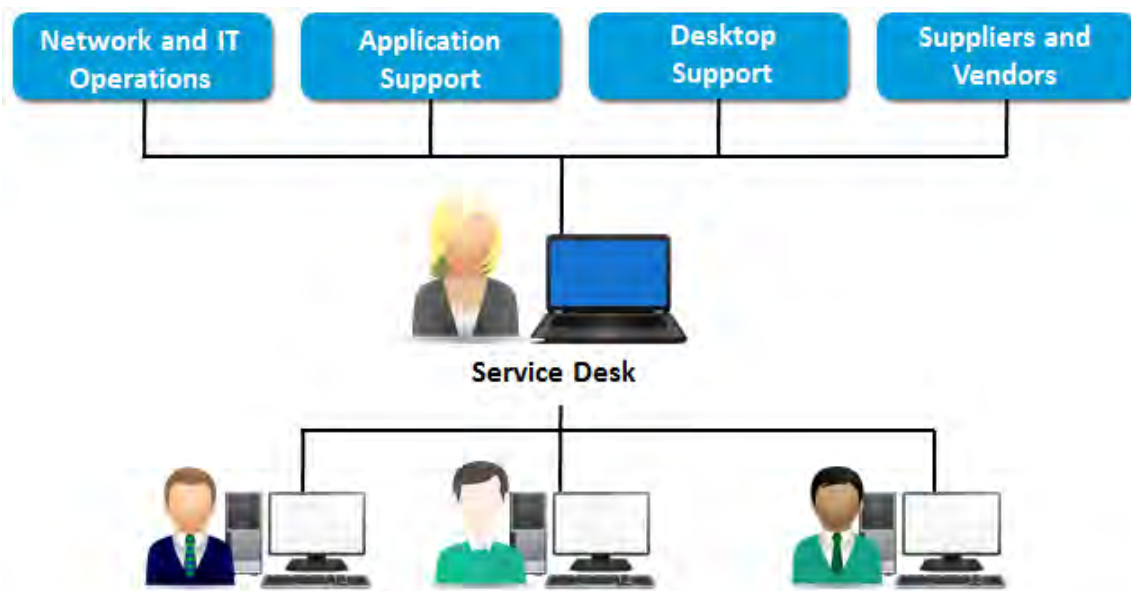 Network and IT
Operations
Application
Support
Desktop
Support
Suppliers and
Vendors
Service Desk